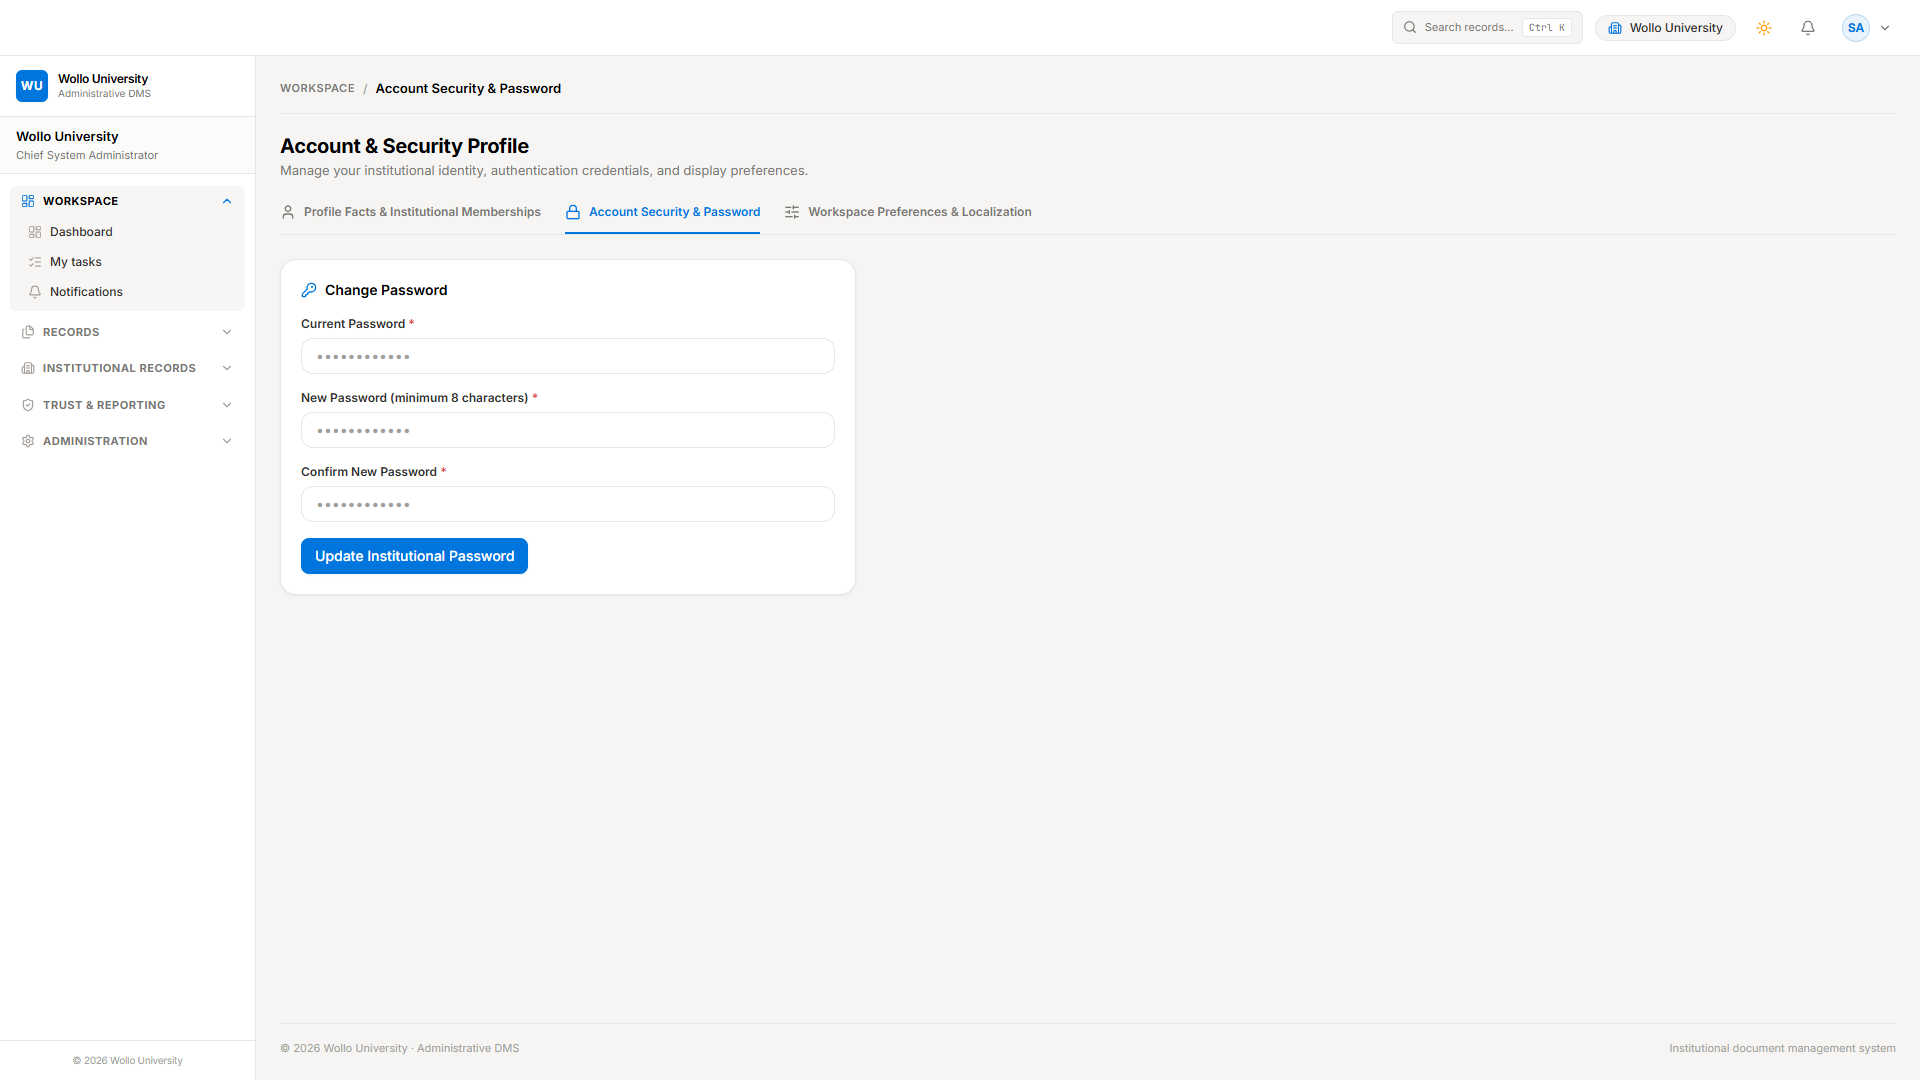 Search records... Ctrl K
Wollo University
SA
WU
Wollo University
Administrative DMS
Wollo University
Chief System Administrator
WORKSPACE
Dashboard
My tasks
Notifications
RECORDS
INSTITUTIONAL RECORDS
TRUST & REPORTING
ADMINISTRATION
© 2026 Wollo University
WORKSPACE / Account Security & Password
Account & Security Profile
Manage your institutional identity, authentication credentials, and display preferences.
Profile Facts & Institutional Memberships
Account Security & Password
Workspace Preferences & Localization
Change Password
Current Password *
••••••••••••
New Password (minimum 8 characters) *
••••••••••••
Confirm New Password *
••••••••••••
Update Institutional Password
© 2026 Wollo University · Administrative DMS
Institutional document management system